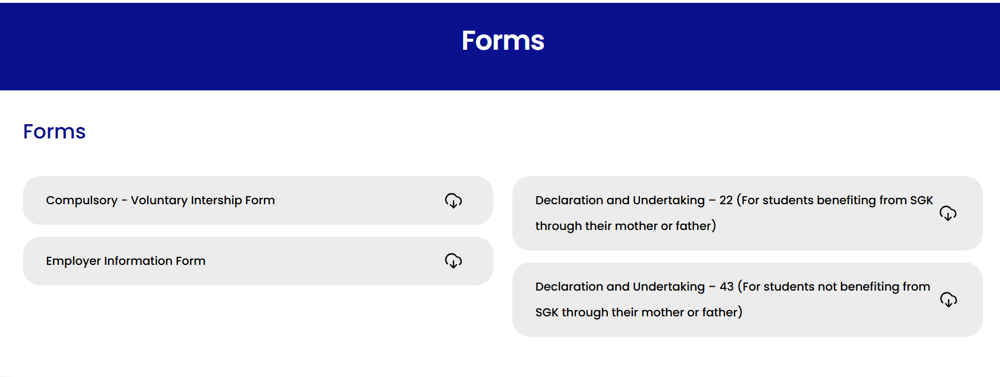 Forms
Forms
Compulsory - Voluntary Intership Form
Employer Information Form
Declaration and Undertaking – 22 (For students benefiting from SGK
through their mother or father)
Declaration and Undertaking – 43 (For students not benefiting from
SGK through their mother or father)